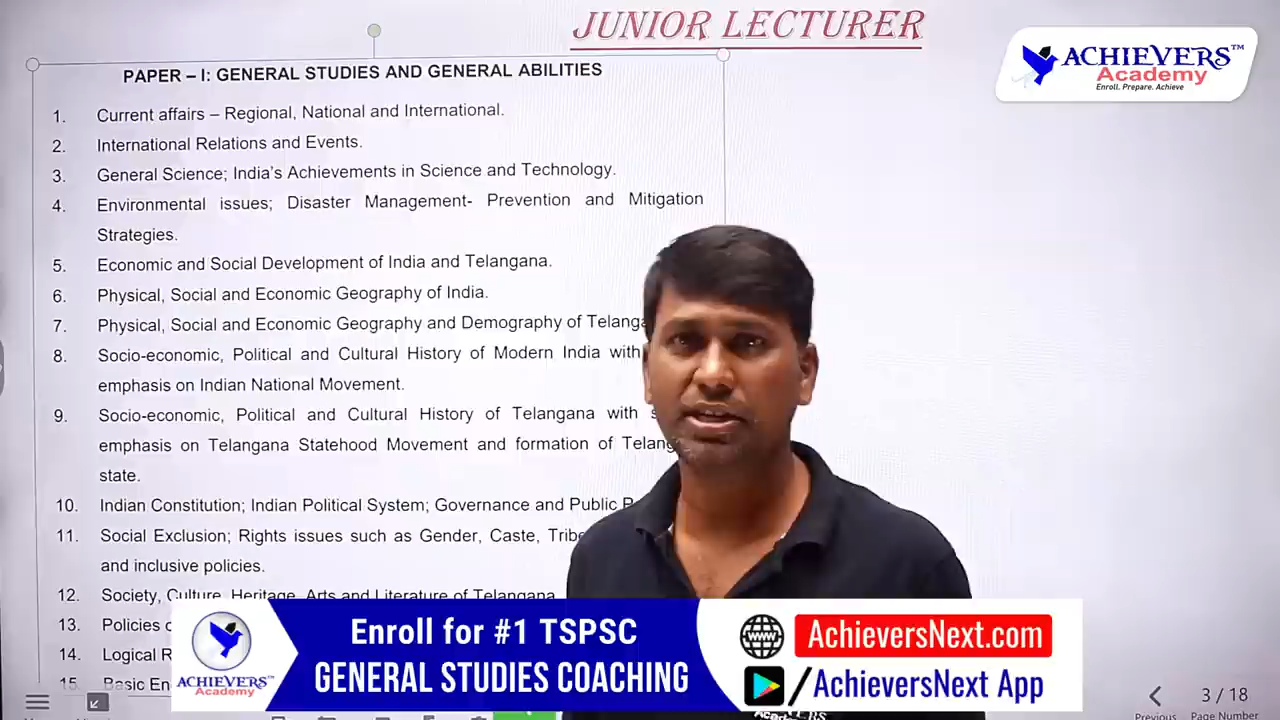 JUNIOR LECTURER
ACHIEVERS™
Academy
Enroll. Prepare. Achieve
PAPER – I: GENERAL STUDIES AND GENERAL ABILITIES
1. Current affairs – Regional, National and International.
2. International Relations and Events.
3. General Science; India's Achievements in Science and Technology.
4. Environmental issues; Disaster Management- Prevention and Mitigation
Strategies.
5. Economic and Social Development of India and Telangana.
6. Physical, Social and Economic Geography of India.
7. Physical, Social and Economic Geography and Demography of
8. Socio-economic, Political and Cultural History of Modern India with
emphasis on Indian National Movement.
9. Socio-economic, Political and Cultural History of Telangana with
emphasis on Telangana Statehood Movement and formation of
state.
10. Indian Constitution; Indian Political System; Governance and Public
11. Social Exclusion; Rights issues such as Gender, Caste,
and inclusive policies.
12. Society, Culture, Heritage, Arts and Literature of Telangana
13. Policies
14. Logical
15. Basic
ACHIEVERS™
Academy
Enroll for #1 TSPSC
GENERAL STUDIES COACHING
WWW
AchieversNext.com
/AchieversNext App
3 / 18
Previous Page Number